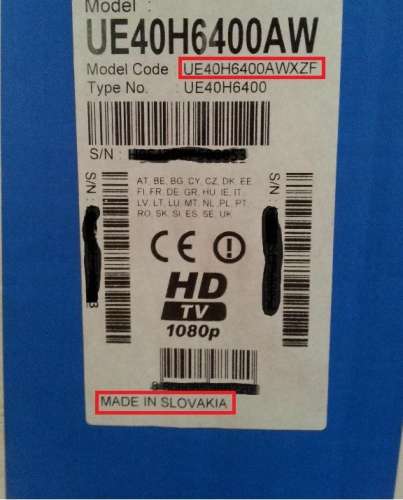 Model :
UE40H6400AW
Model Code : UE40H6400AWXZF
Type No. : UE40H6400
S/N :
AT, BE, BG, CY, CZ, DK, EE
FI, FR, DE, GR, HU, IE, IT,
LV, LT, LU, MT, NL, PL, PT,
RO, SK, SI, ES, SE, UK
S/N :
S/N :
CE
HD
TV
1080p
MADE IN SLOVAKIA